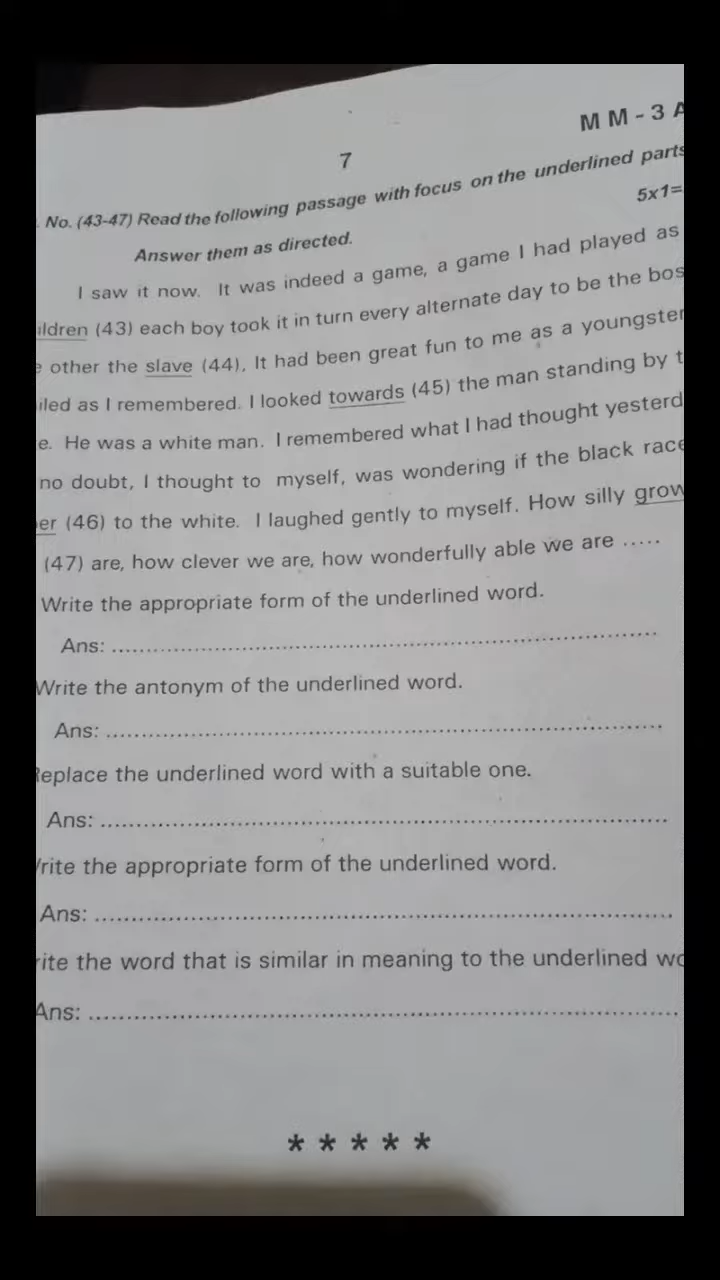 MM-3
7
No. (43-47) Read the following passage with focus on the underlined parts
5x1=
Answer them as directed.
I saw it now. It was indeed a game, a game I had played as
ildren (43) each boy took it in turn every alternate day to be the bos
e other the slave (44), It had been great fun to me as a youngster
iled as I remembered. I looked towards (45) the man standing by t
e. He was a white man. I remembered what I had thought yesterd
no doubt, I thought to myself, was wondering if the black race
er (46) to the white. I laughed gently to myself. How silly grow
(47) are, how clever we are, how wonderfully able we are .....
Write the appropriate form of the underlined word.
Ans: ..........
Write the antonym of the underlined word.
Ans: ..........
Replace the underlined word with a suitable one.
Ans: ..........
rite the appropriate form of the underlined word.
Ans: ..........
rite the word that is similar in meaning to the underlined wo
Ans: ..........
* * * * *